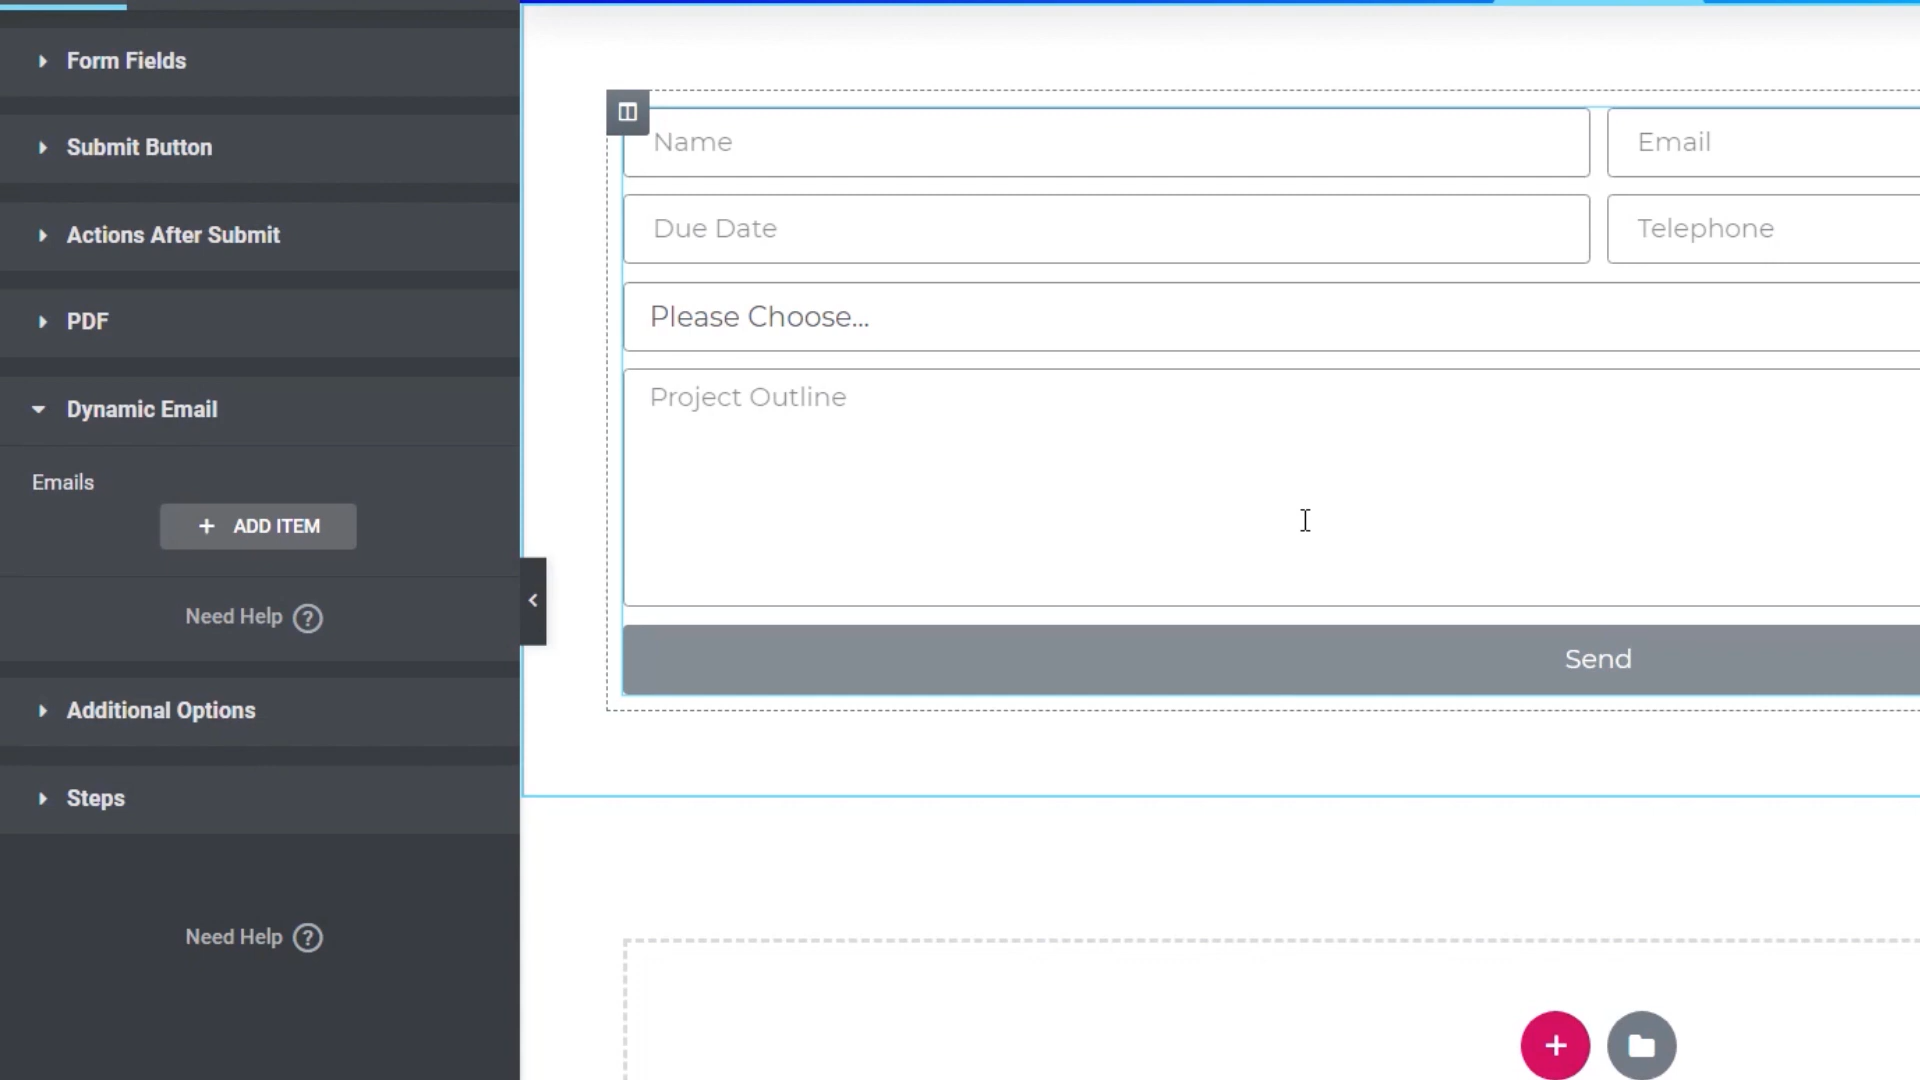 Form Fields
Submit Button
Actions After Submit
PDF
Dynamic Email
Emails
+ ADD ITEM
Need Help ?
Additional Options
Steps
Need Help ?
Name
Email
Due Date
Telephone
Please Choose...
Project Outline
Send